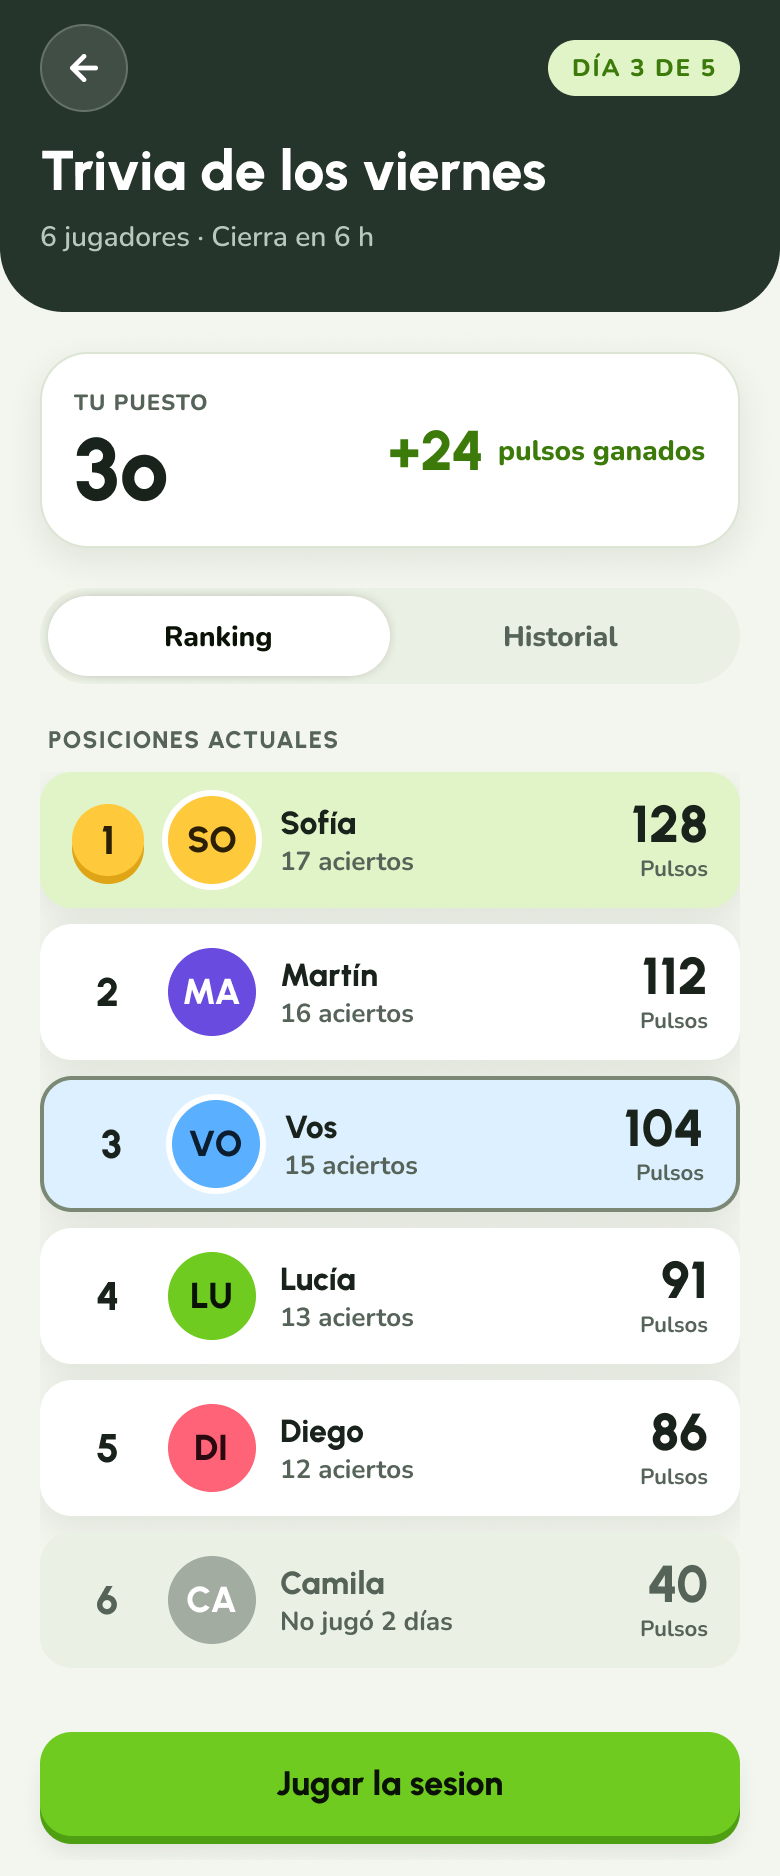 DÍA 3 DE 5
Trivia de los viernes
6 jugadores · Cierra en 6 h
TU PUESTO
3o
+24 pulsos ganados
Ranking
Historial
POSICIONES ACTUALES
1
SO
Sofía
17 aciertos
128
Pulsos
2
MA
Martín
16 aciertos
112
Pulsos
3
VO
Vos
15 aciertos
104
Pulsos
4
LU
Lucía
13 aciertos
91
Pulsos
5
DI
Diego
12 aciertos
86
Pulsos
6
CA
Camila
No jugó 2 días
40
Pulsos
Jugar la sesion